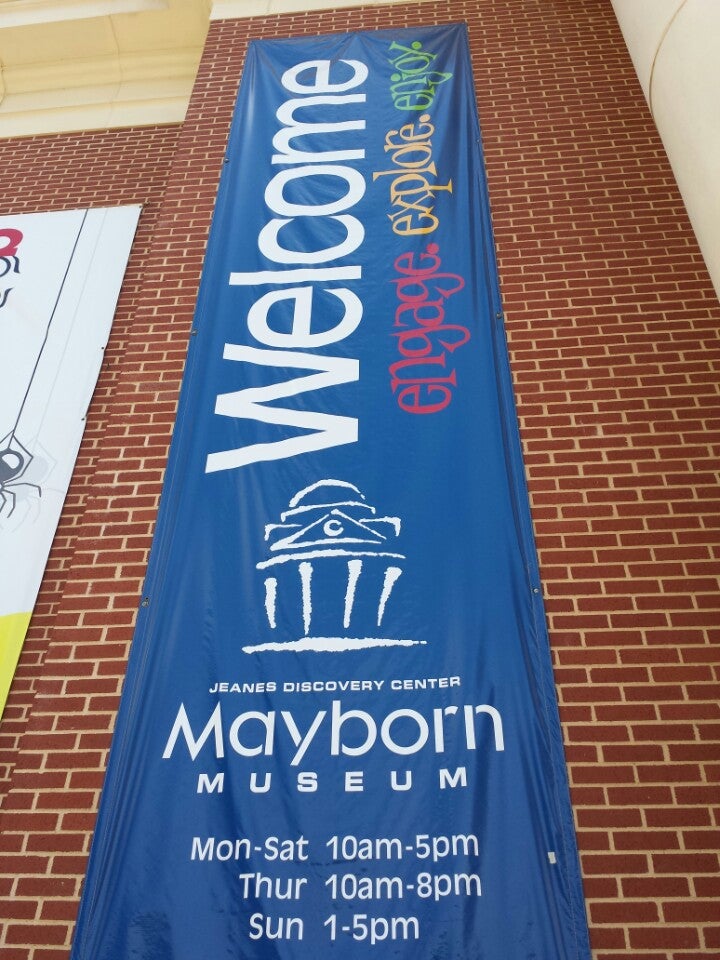 Welcome
engage. explore. enjoy.
C
JEANES DISCOVERY CENTER
Mayborn
MUSEUM
Mon-Sat 10am-5pm
Thur 10am-8pm
Sun 1-5pm